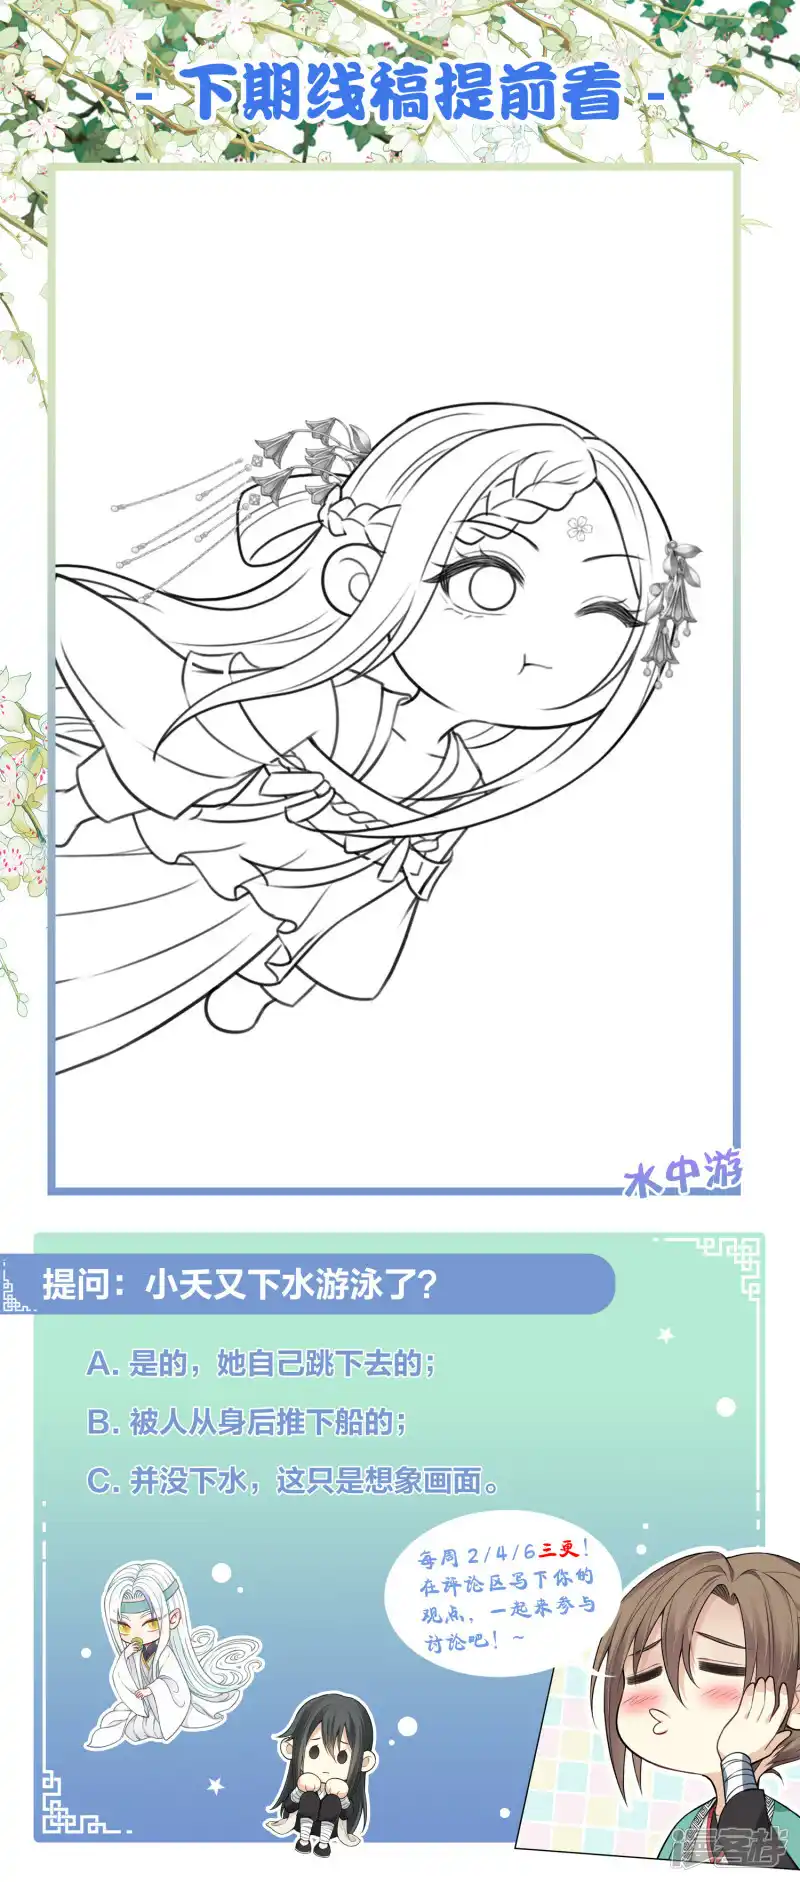 - 下期线稿提前看 -
水中游
提问：小天又下水游泳了？
A. 是的，她自己跳下去的；
B. 被人从身后推下船的；
C. 并没下水，这只是想象画面。
每周 2/4/6三更！
在评论区写下你的
观点，一起来参与
讨论吧！~
漫客栈